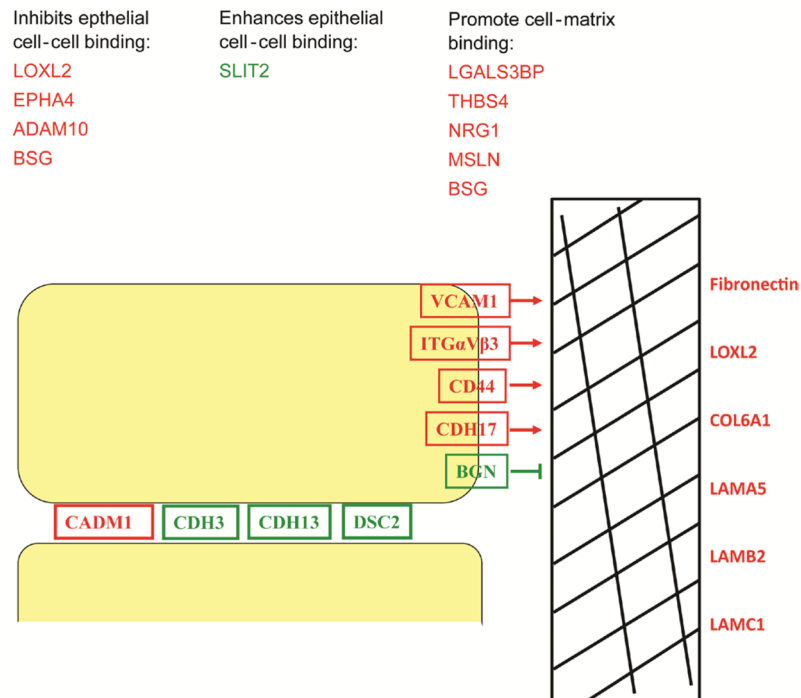 Inhibits epthelial
cell-cell binding:
LOXL2
EPHA4
ADAM10
BSG
Enhances epithelial
cell-cell binding:
SLIT2
Promote cell-matrix
binding:
LGALS3BP
THBS4
NRG1
MSLN
BSG
VCAM1
ITGαVβ3
CD44
CDH17
BGN
CADM1
CDH3
CDH13
DSC2
Fibronectin
LOXL2
COL6A1
LAMA5
LAMB2
LAMC1